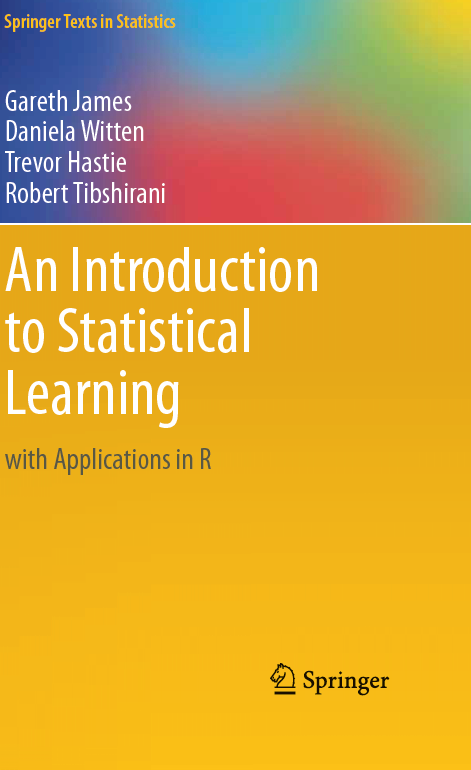 Springer Texts in Statistics
Gareth James
Daniela Witten
Trevor Hastie
Robert Tibshirani
An Introduction
to Statistical
Learning
with Applications in R
Springer